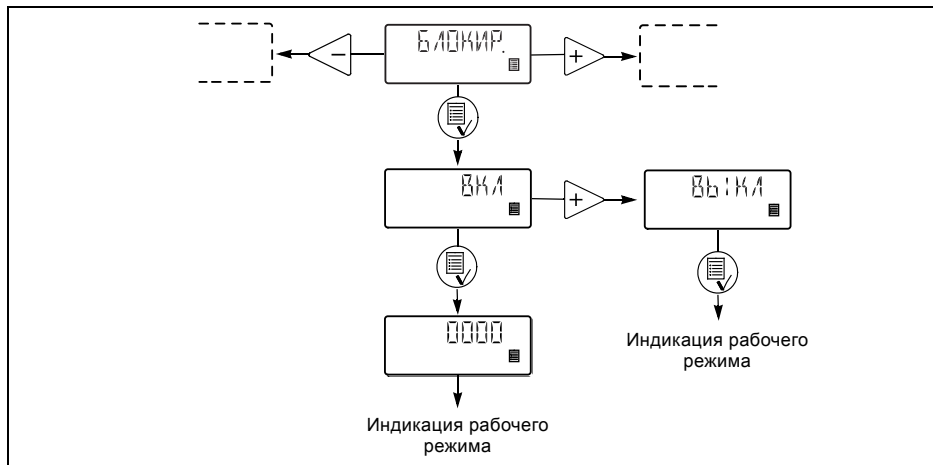 БЛОКИР.
ВКЛ
ВЫКЛ
0000
Индикация рабочего
режима
Индикация рабочего
режима